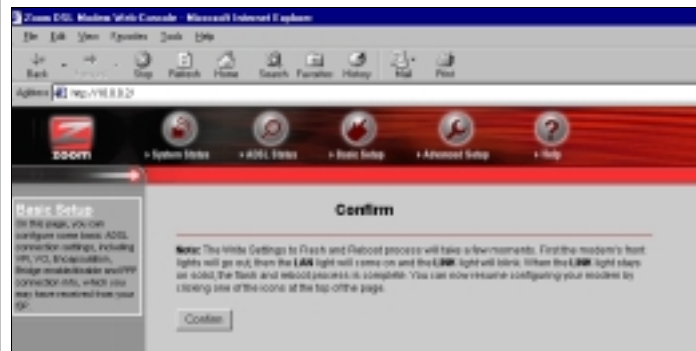 Zoom DSL Modem Web Console - Microsoft Internet Explorer
File Edit View Favorites Tools Help
Back Stop Refresh Home Search Favorites History Mail Print
Address
ZOOM
System Status ADSL Status Basic Setup Advanced Setup Help
Basic Setup
On this page, you can
configure some basic ADSL
connection settings, including
VPI, VCI, Encapsulation,
Bridge enable/disable and PPP
connection info, which you
may have received from your
ISP.
Confirm
Note: The Write Settings to Flash and Reboot process will take a few moments. First the modem's front
lights will go out, then the LAN light will come on and the LINK light will blink. When the LINK light stays
on solid, the flash and reboot process is complete. You can now resume configuring your modem by
clicking one of the icons at the top of the page.
Confirm